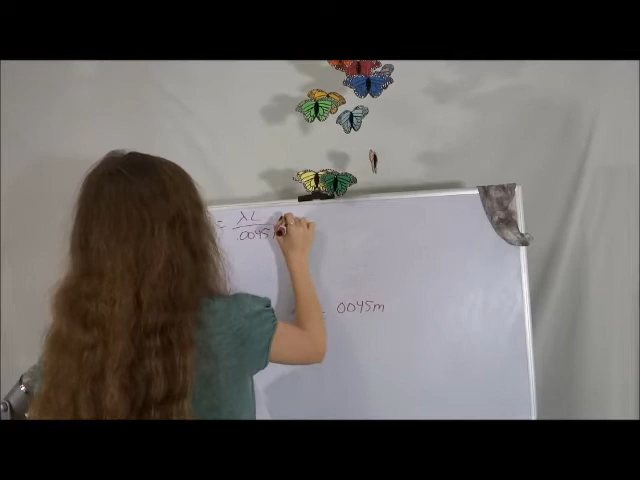 = λL
.0045
= 0045m